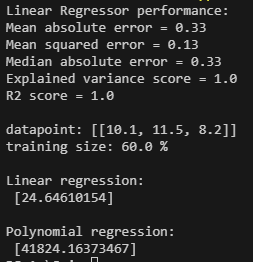 Linear Regressor performance:
Mean absolute error = 0.33
Mean squared error = 0.13
Median absolute error = 0.33
Explained variance score = 1.0
R2 score = 1.0
datapoint: [[10.1, 11.5, 8.2]]
training size: 60.0 %
Linear regression:
[24.64610154]
Polynomial regression:
[41824.16373467]